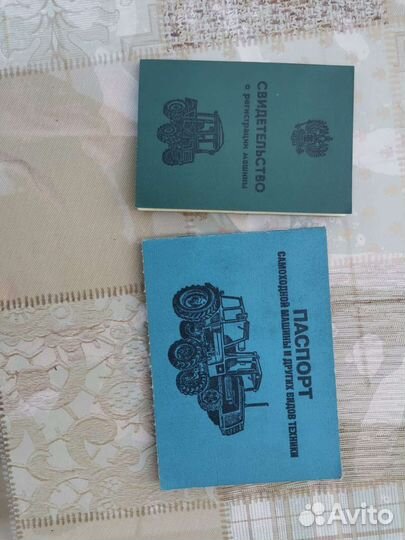 СВИДЕТЕЛЬСТВО
о регистрации машины
ПАСПОРТ
САМОХОДНОЙ МАШИНЫ И ДРУГИХ ВИДОВ ТЕХНИКИ
Avito